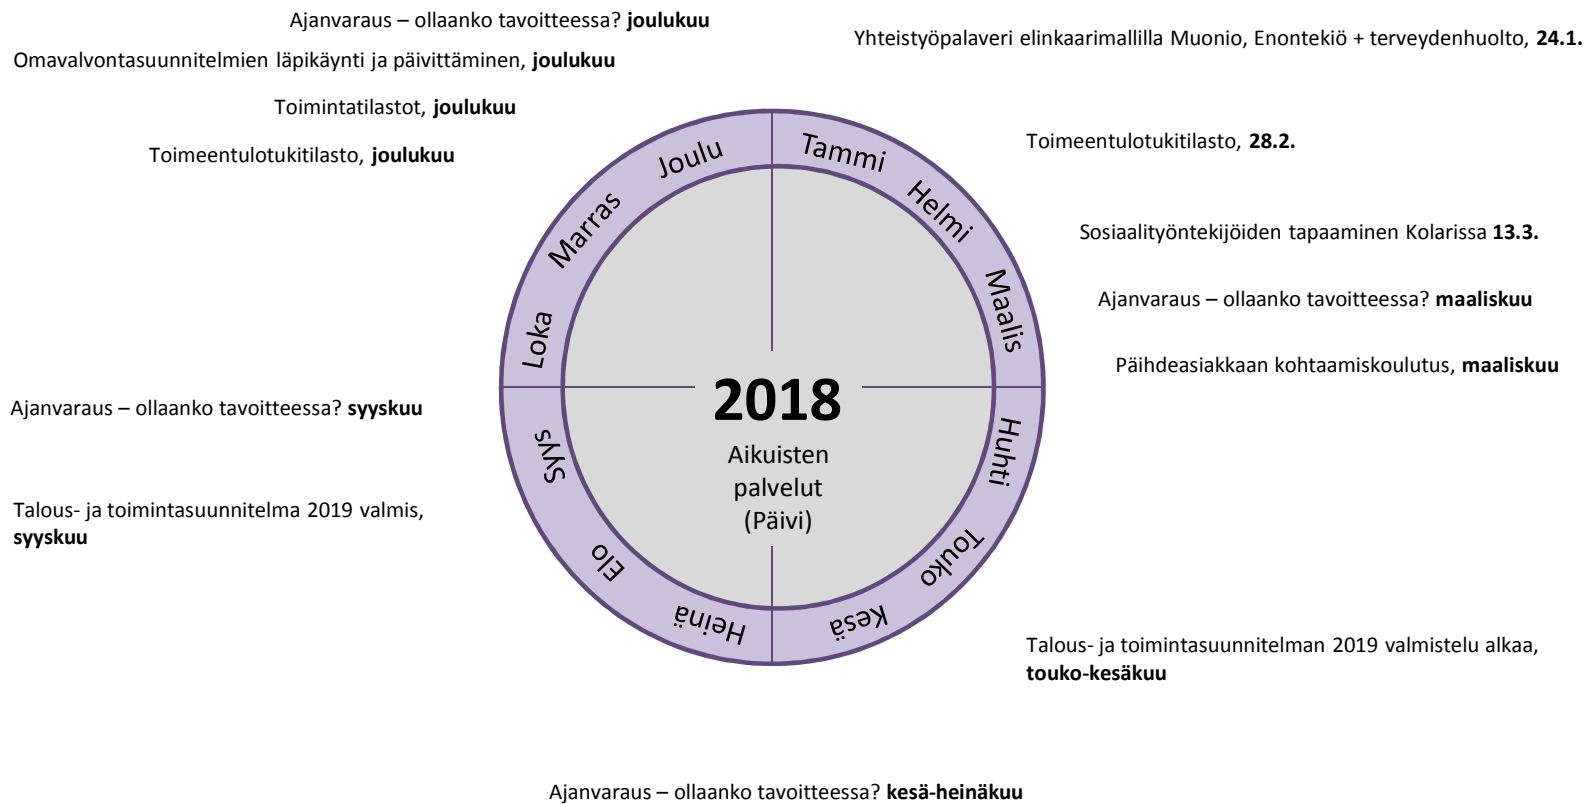 Ajanvaraus – ollaanko tavoitteessa? joulukuu
Omavalvontasuunnitelmien läpikäynti ja päivittäminen, joulukuu
Toimintatilastot, joulukuu
Toimeentulotukitilasto, joulukuu
Yhteistyöpalaveri elinkaarimallilla Muonio, Enontekiö + terveydenhuolto, 24.1.
Toimeentulotukitilasto, 28.2.
Sosiaalityöntekijöiden tapaaminen Kolarissa 13.3.
Ajanvaraus – ollaanko tavoitteessa? maaliskuu
Päihdeasiakkaan kohtaamiskoulutus, maaliskuu
Tammi
Helmi
Maalis
Huhti
Touko
Kesä
Heinä
Elo
Syys
Loka
Marras
Joulu
2018
Aikuisten
palvelut
(Päivi)
Ajanvaraus – ollaanko tavoitteessa? syyskuu
Talous- ja toimintasuunnitelma 2019 valmis,
syyskuu
Talous- ja toimintasuunnitelman 2019 valmistelu alkaa,
touko-kesäkuu
Ajanvaraus – ollaanko tavoitteessa? kesä-heinäkuu